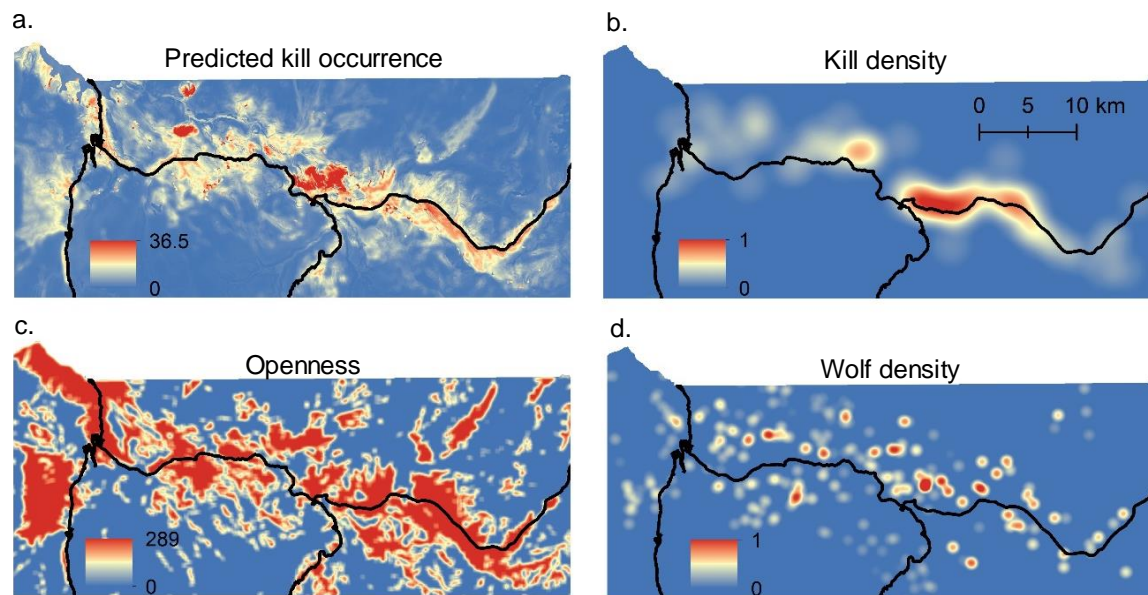 a.
Predicted kill occurrence
36.5
0
b.
Kill density
0 5 10 km
1
0
c.
Openness
289
0
d.
Wolf density
1
0